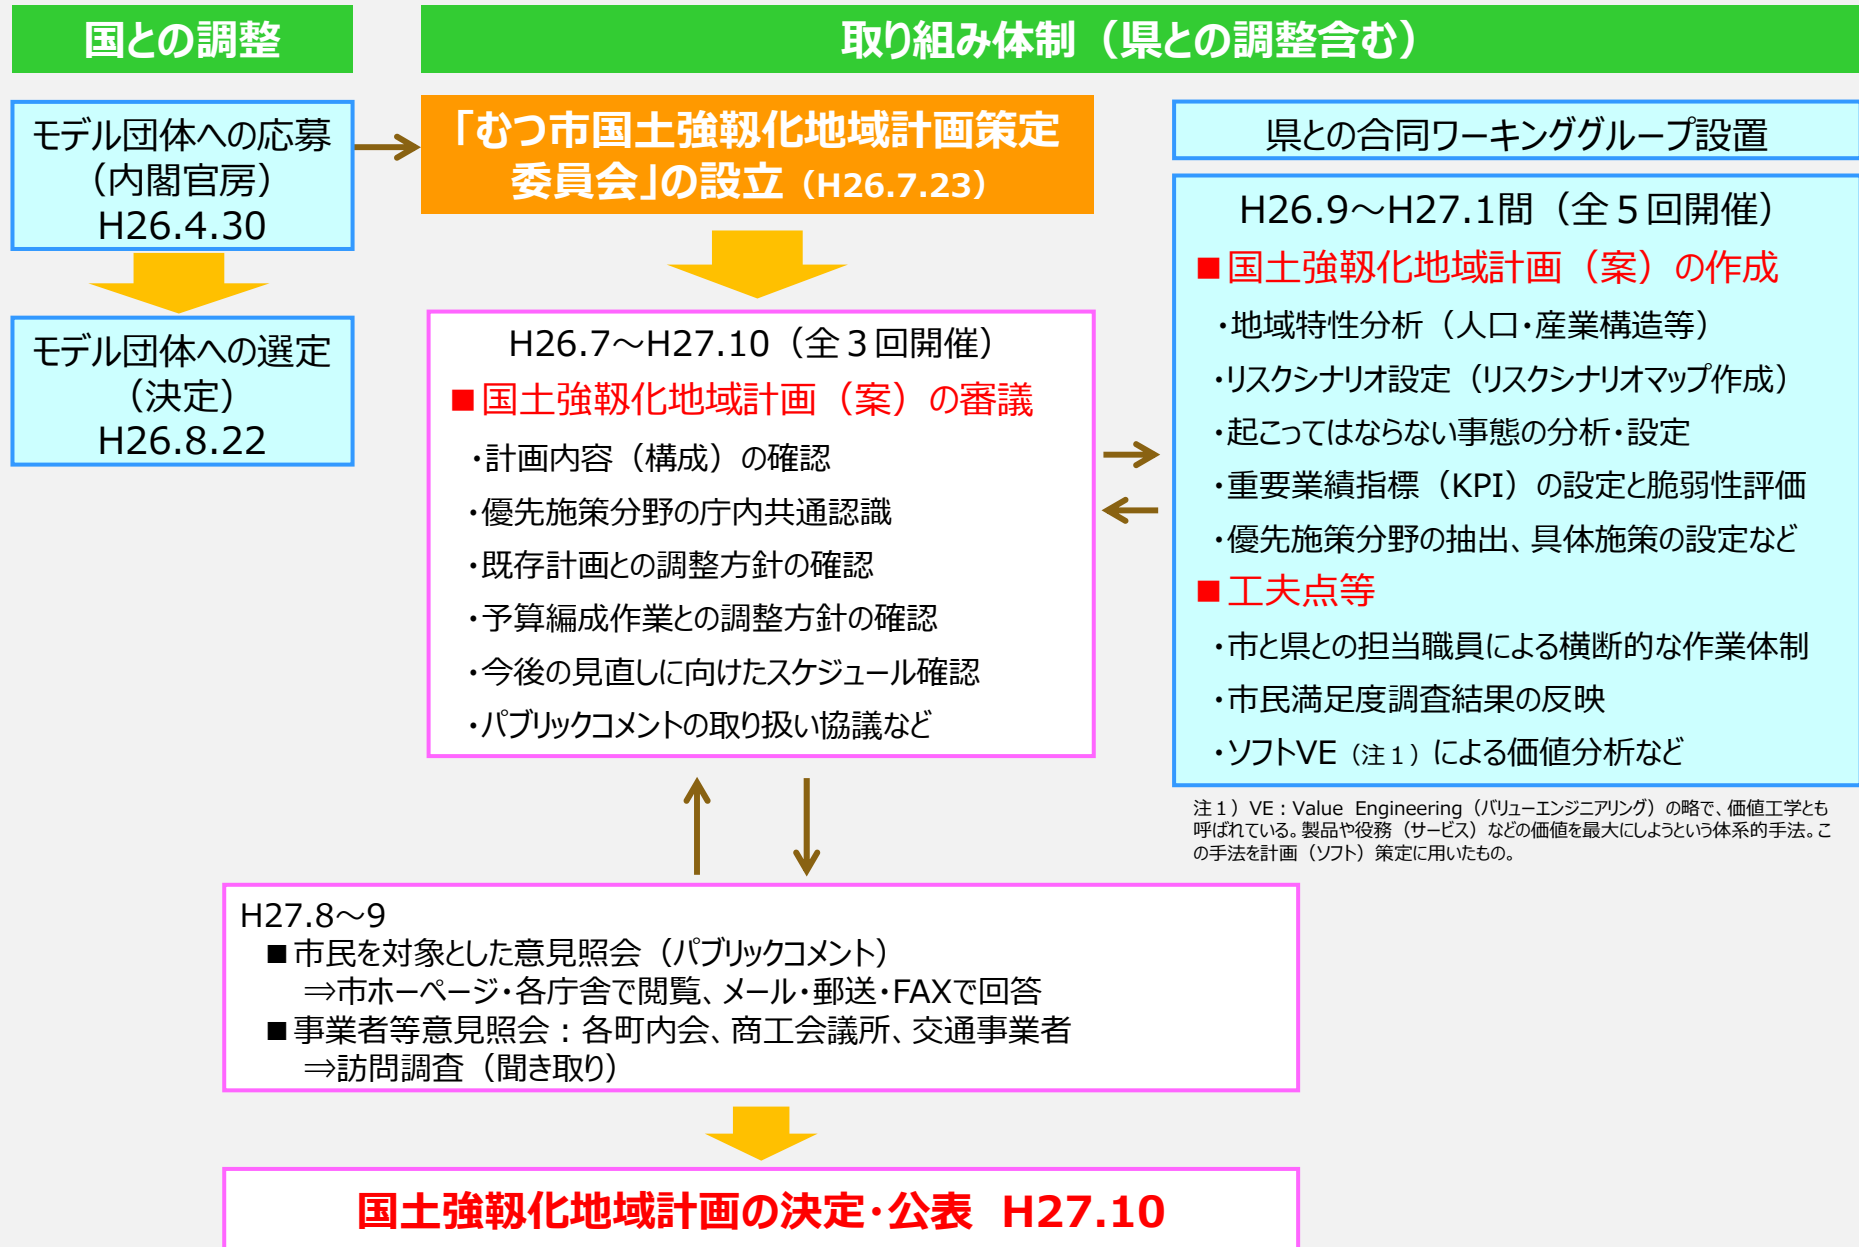 国との調整
モデル団体への応募
（内閣官房）
H26.4.30
モデル団体への選定
（決定）
H26.8.22
取り組み体制（県との調整含む）
「むつ市国土強靱化地域計画策定
委員会」の設立（H26.7.23）
H26.7～H27.10（全３回開催）
■国土強靱化地域計画（案）の審議
・計画内容（構成）の確認
・優先施策分野の庁内共通認識
・既存計画との調整方針の確認
・予算編成作業との調整方針の確認
・今後の見直しに向けたスケジュール確認
・パブリックコメントの取り扱い協議など
県との合同ワーキンググループ設置
H26.9～H27.1間（全５回開催）
■国土強靱化地域計画（案）の作成
・地域特性分析（人口・産業構造等）
・リスクシナリオ設定（リスクシナリオマップ作成）
・起こってはならない事態の分析・設定
・重要業績指標（KPI）の設定と脆弱性評価
・優先施策分野の抽出、具体施策の設定など
■工夫点等
・市と県との担当職員による横断的な作業体制
・市民満足度調査結果の反映
・ソフトVE（注１）による価値分析など
注１）VE：Value Engineering（バリューエンジニアリング）の略で、価値工学とも
呼ばれている。製品や役務（サービス）などの価値を最大にしようという体系的手法。こ
の手法を計画（ソフト）策定に用いたもの。
H27.8～9
■市民を対象とした意見照会（パブリックコメント）
⇒市ホーページ・各庁舎で閲覧、メール・郵送・FAXで回答
■事業者等意見照会：各町内会、商工会議所、交通事業者
⇒訪問調査（聞き取り）
国土強靱化地域計画の決定・公表 H27.10